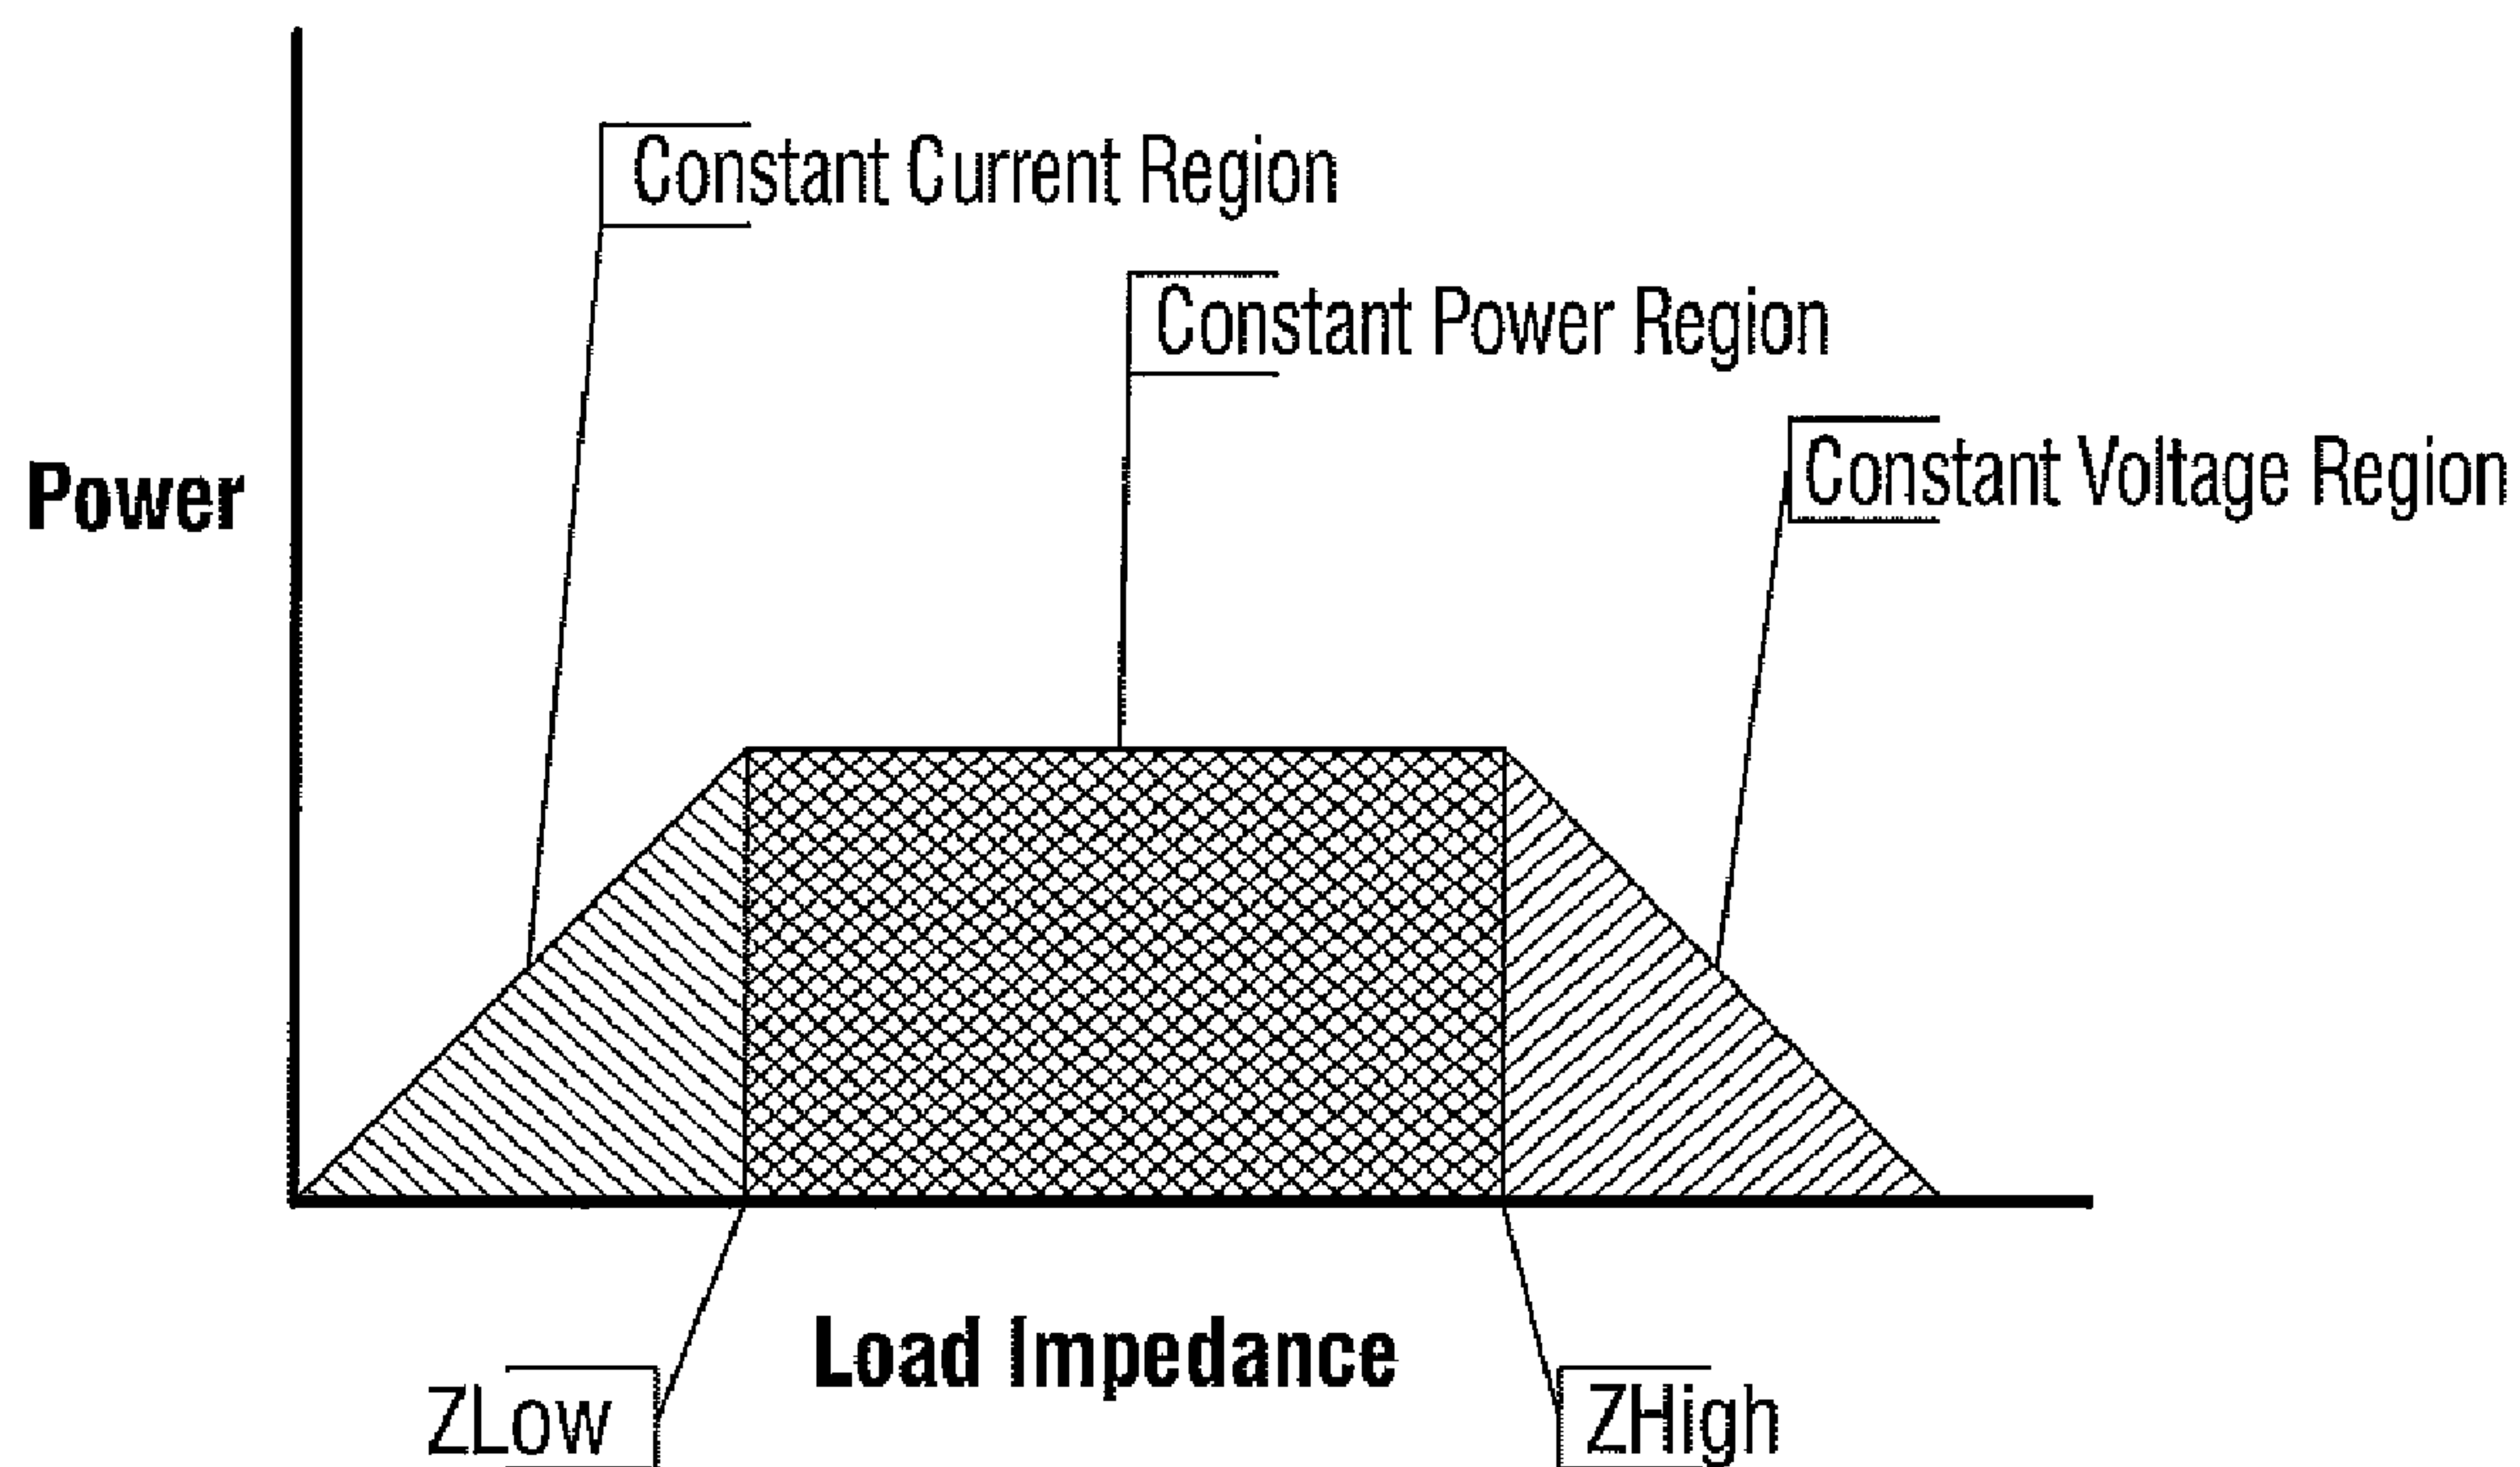 Constant Current Region
Constant Power Region
Constant Voltage Region
Power
Load Impedance
ZLow
ZHigh